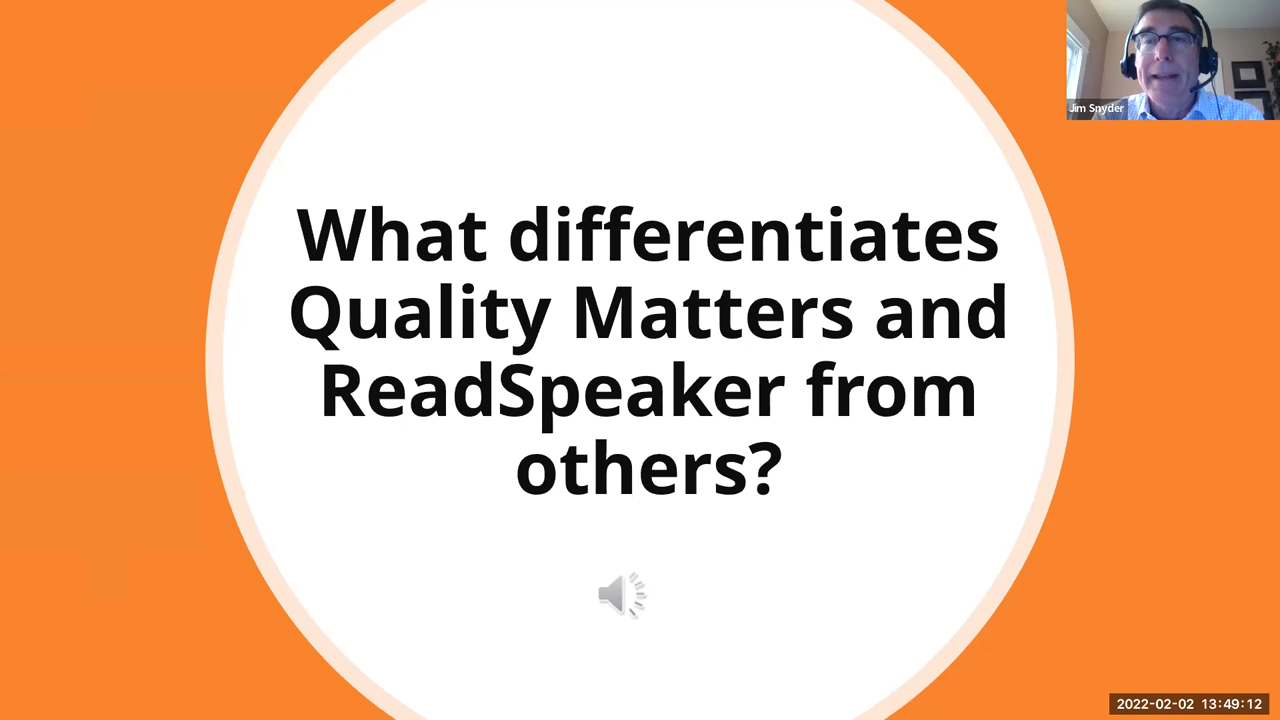 Jim Snyder
What differentiates
Quality Matters and
ReadSpeaker from
others?
2022-02-02 13:49:12